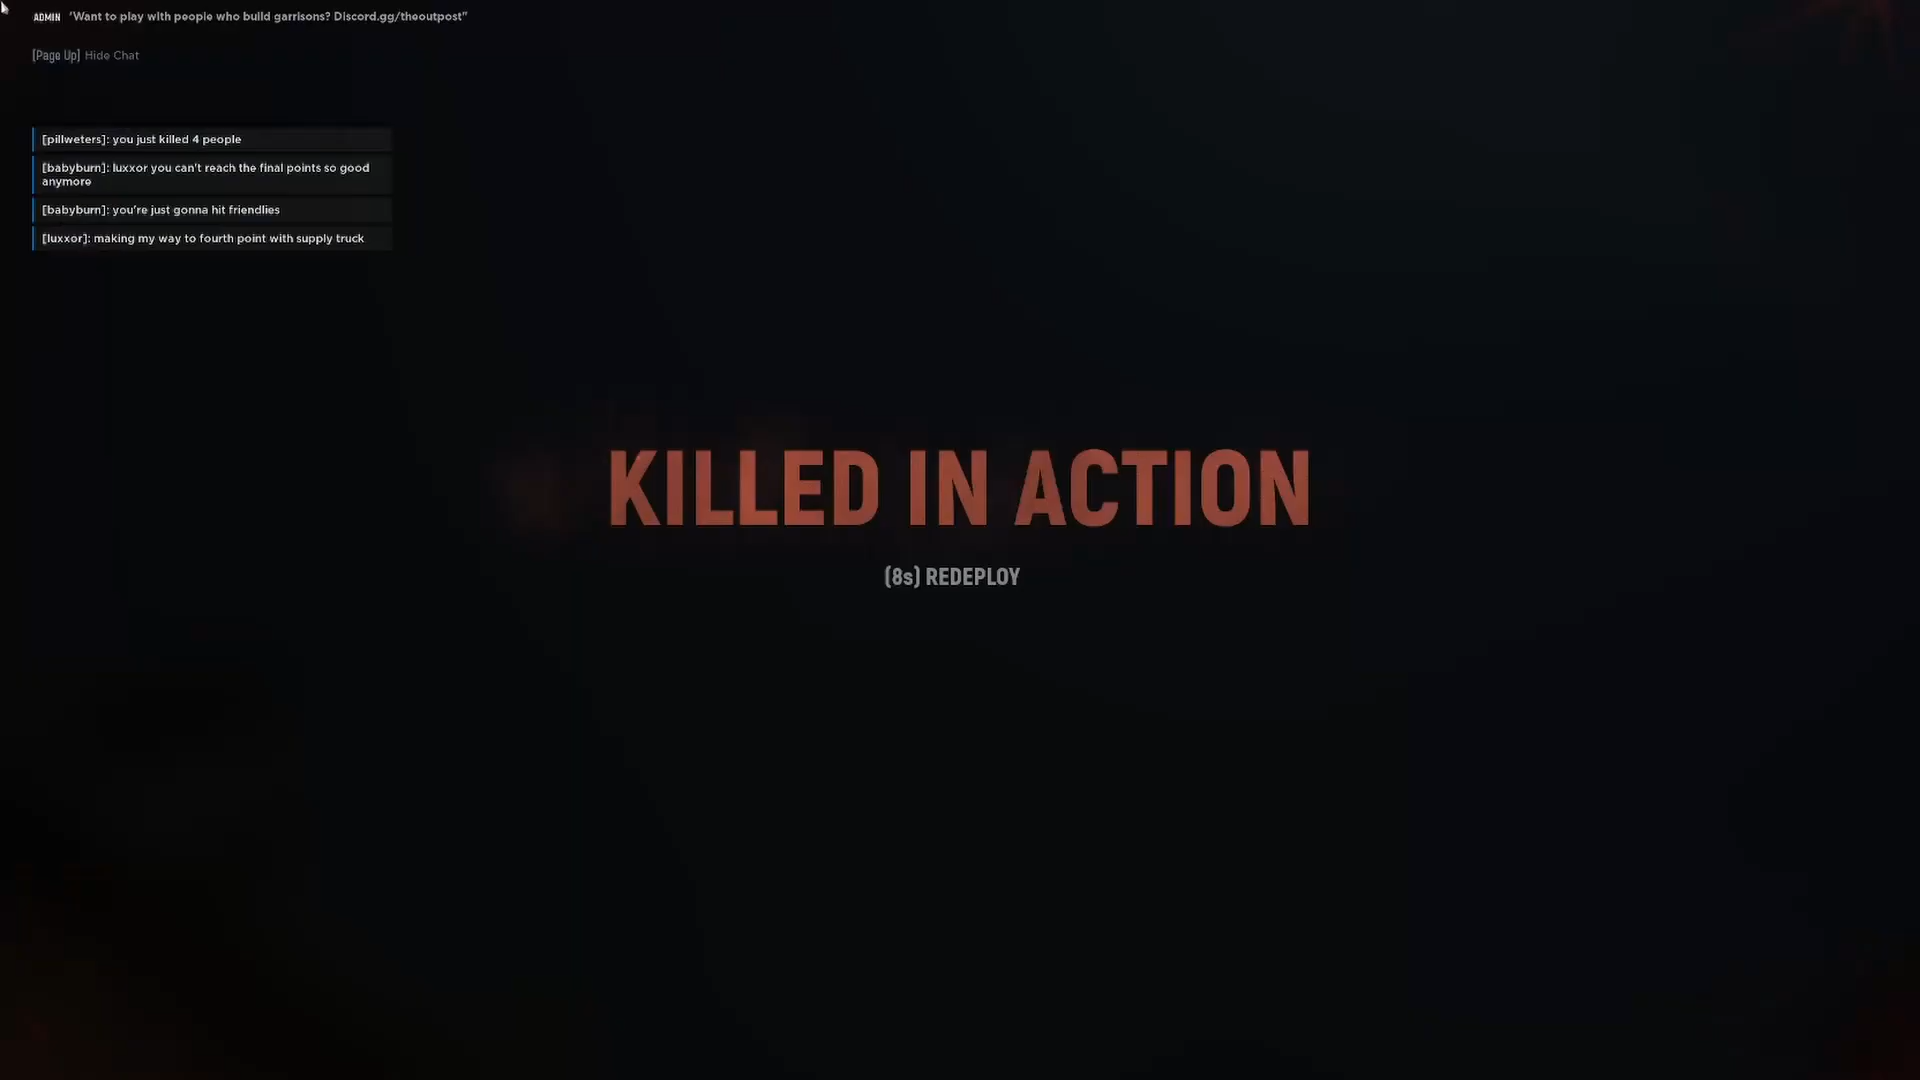 ADMIN 'Want to play with people who build garrisons? Discord.gg/theoutpost"
[Page Up] Hide Chat
[pillweters]: you just killed 4 people
[babyburn]: luxxor you can't reach the final points so good
anymore
[babyburn]: you're just gonna hit friendlies
[luxxor]: making my way to fourth point with supply truck
KILLED IN ACTION
(8s) REDEPLOY